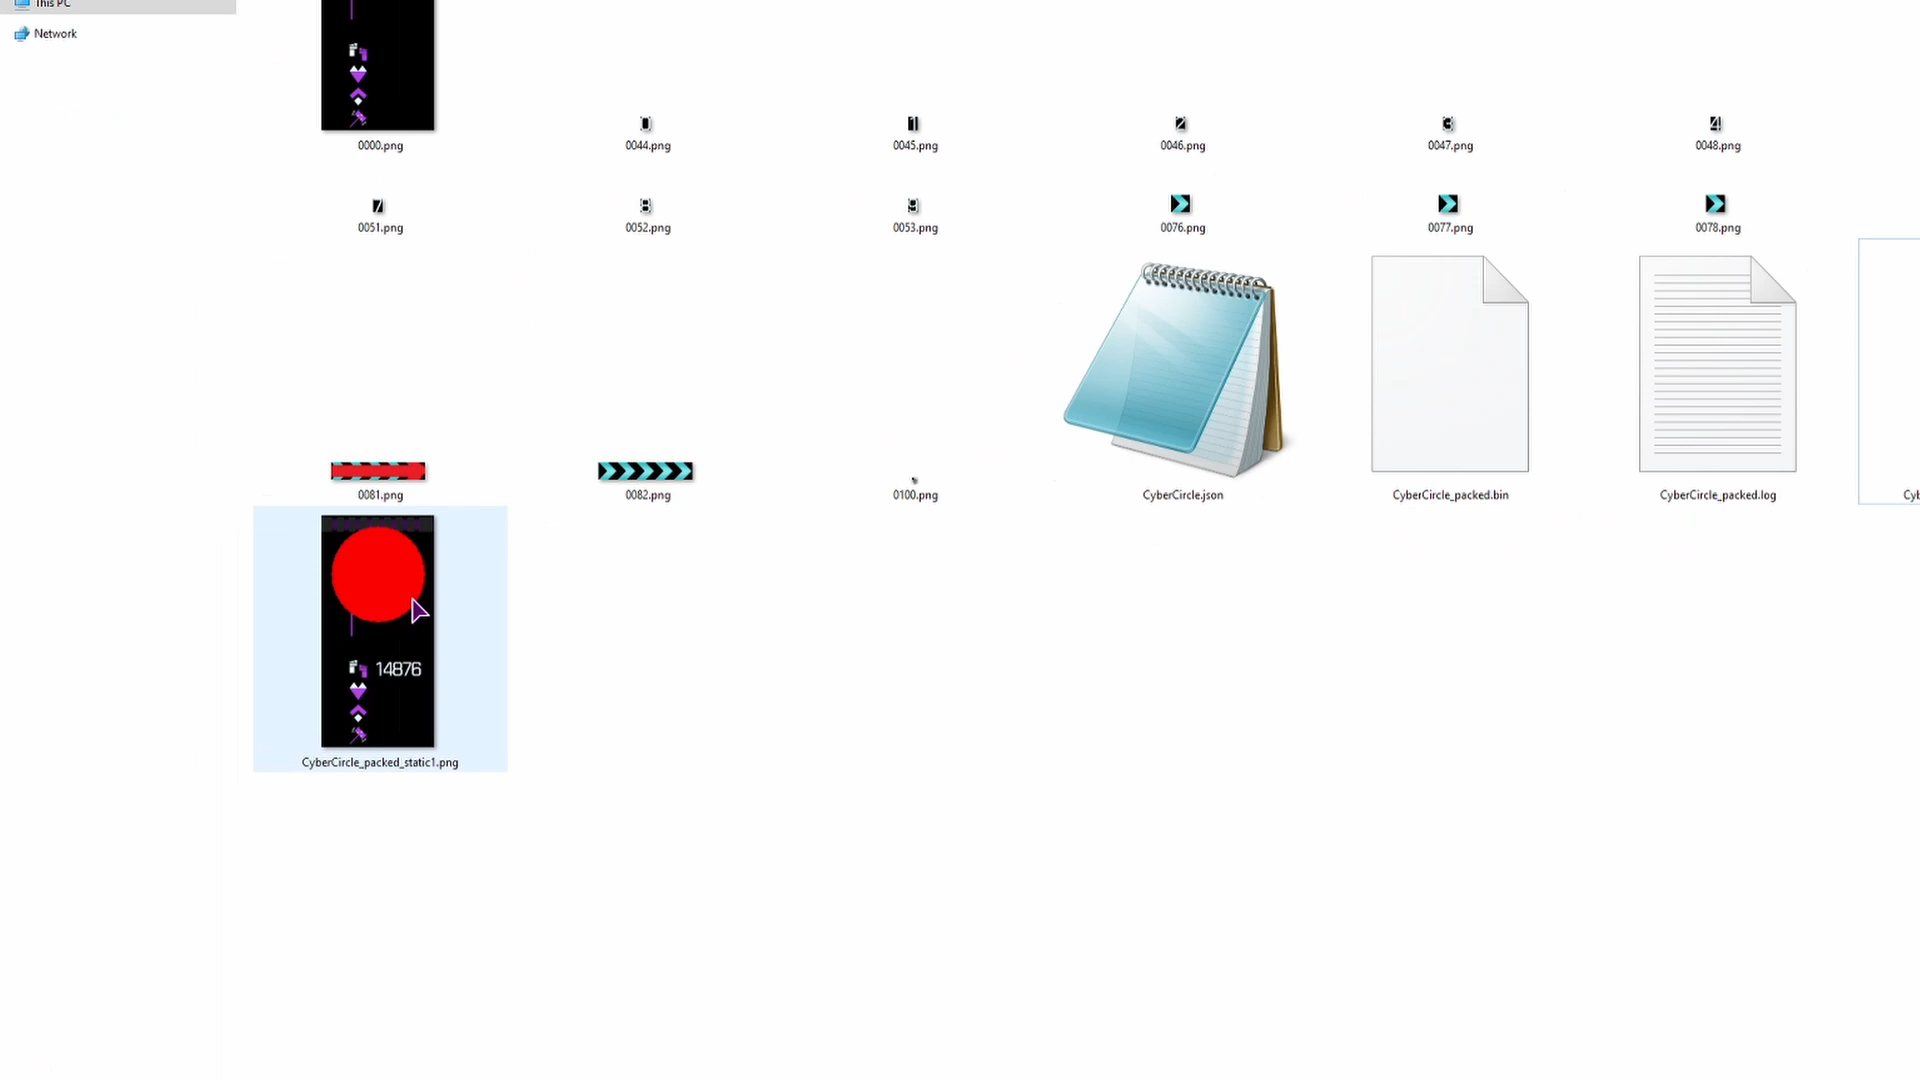 This PC
Network
0000.png
0044.png
0045.png
0046.png
0047.png
0048.png
0051.png
0052.png
0053.png
0076.png
0077.png
0078.png
0081.png
0082.png
0100.png
CyberCircle.json
CyberCircle_packed.bin
CyberCircle_packed.log
14876
CyberCircle_packed_static1.png